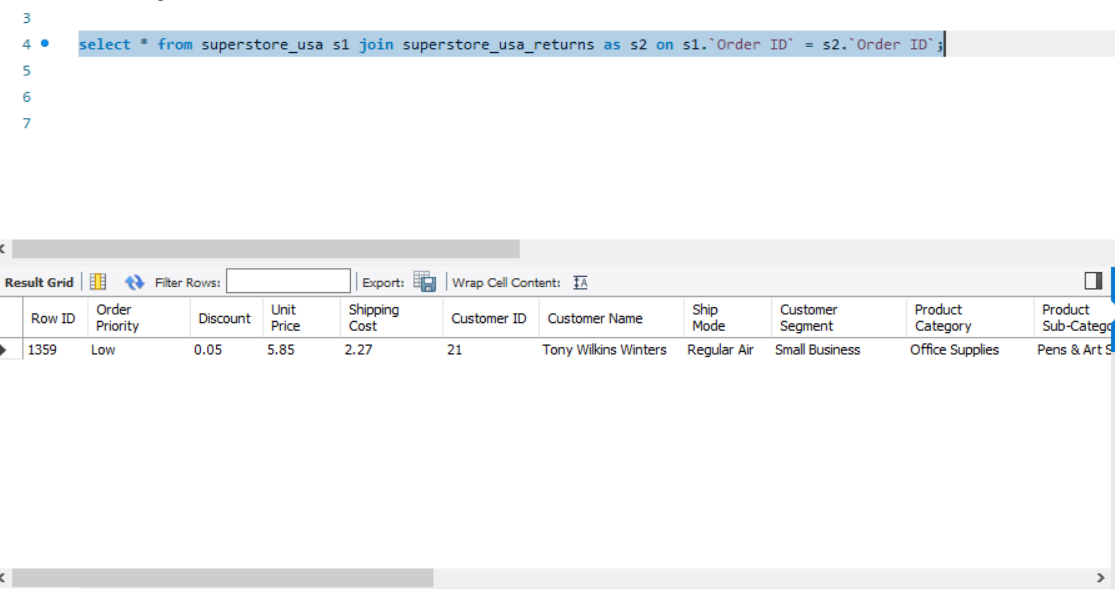 3
4 select * from superstore_usa s1 join superstore_usa_returns as s2 on s1.`Order ID` = s2.`Order ID`;
5
6
7
Result Grid Filter Rows: Export: Wrap Cell Content:
Row ID Order Priority Discount Unit Price Shipping Cost Customer ID Customer Name Ship Mode Customer Segment Product Category Product Sub-Catego
1359 Low 0.05 5.85 2.27 21 Tony Wilkins Winters Regular Air Small Business Office Supplies Pens & Art S